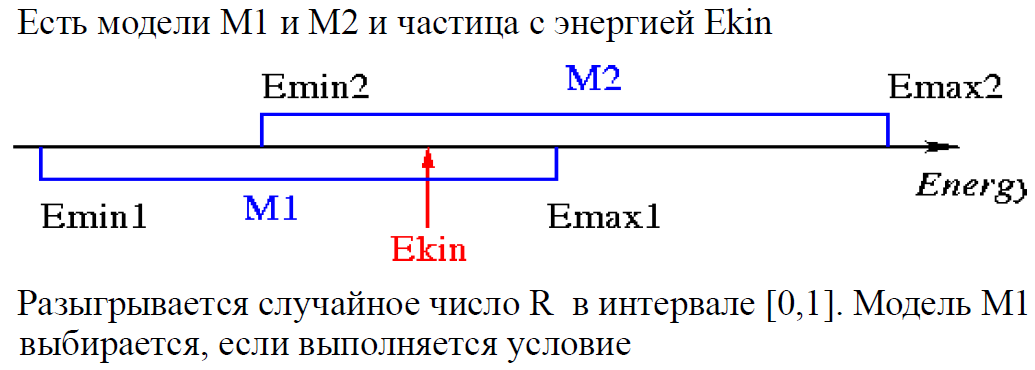 Есть модели M1 и M2 и частица с энергией Ekin
Emin2 M2 Emax2
Energy
Emin1 M1 Emax1
Ekin
Разыгрывается случайное число R в интервале [0,1]. Модель M1
выбирается, если выполняется условие